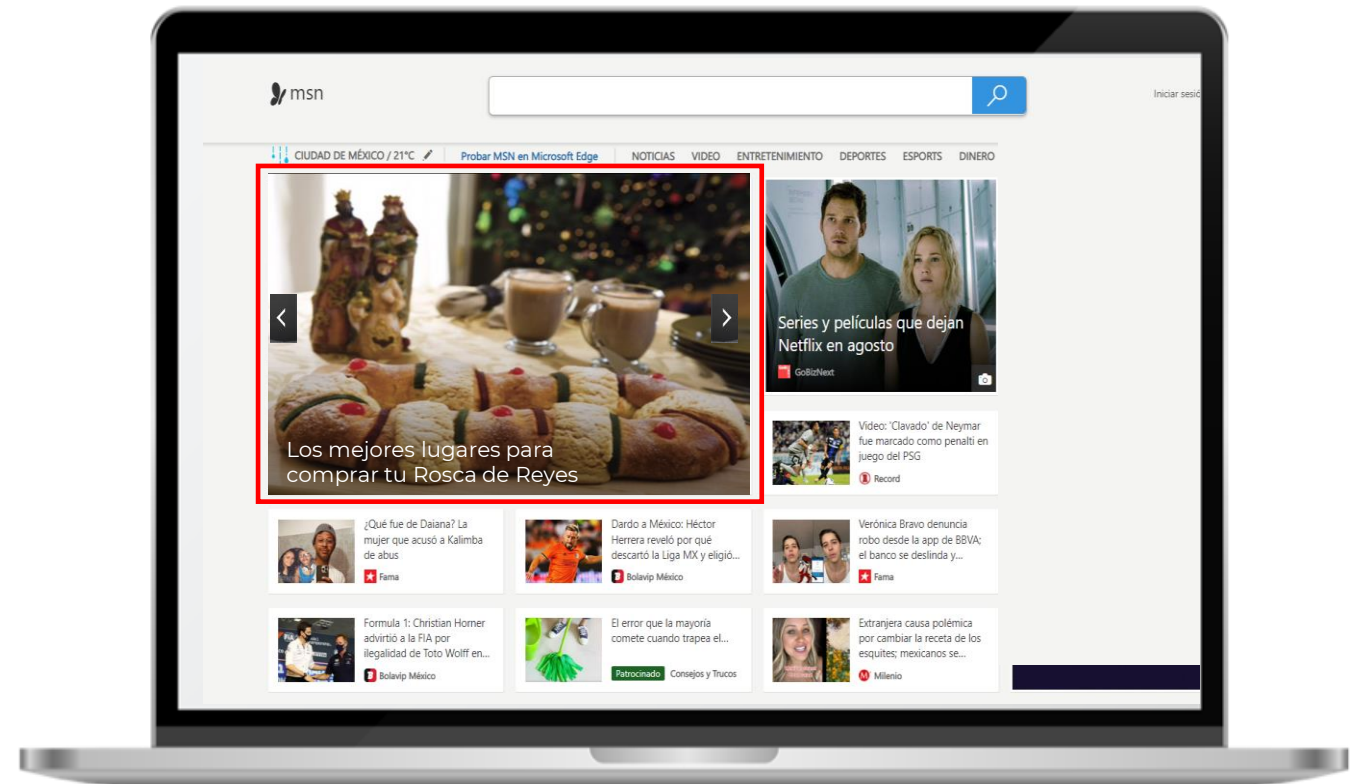 msn
Iniciar sesió
CIUDAD DE MÉXICO / 21°C
Probar MSN en Microsoft Edge
NOTICIAS
VIDEO
ENTRETENIMIENTO
DEPORTES
ESPORTS
DINERO
Los mejores lugares para
comprar tu Rosca de Reyes
Series y películas que dejan
Netflix en agosto
GoBizNext
Video: 'Clavado' de Neymar
fue marcado como penalti en
juego del PSG
Record
¿Qué fue de Daiana? La
mujer que acusó a Kalimba
de abus
Fama
Dardo a México: Héctor
Herrera reveló por qué
descartó la Liga MX y eligió...
Bolavip México
Verónica Bravo denuncia
robo desde la app de BBVA;
el banco se deslinda y...
Fama
Formula 1: Christian Horner
advirtió a la FIA por
ilegalidad de Toto Wolff en...
Bolavip México
El error que la mayoría
comete cuando trapea el...
Patrocinado Consejos y Trucos
Extranjera causa polémica
por cambiar la receta de los
esquites; mexicanos se...
Milenio